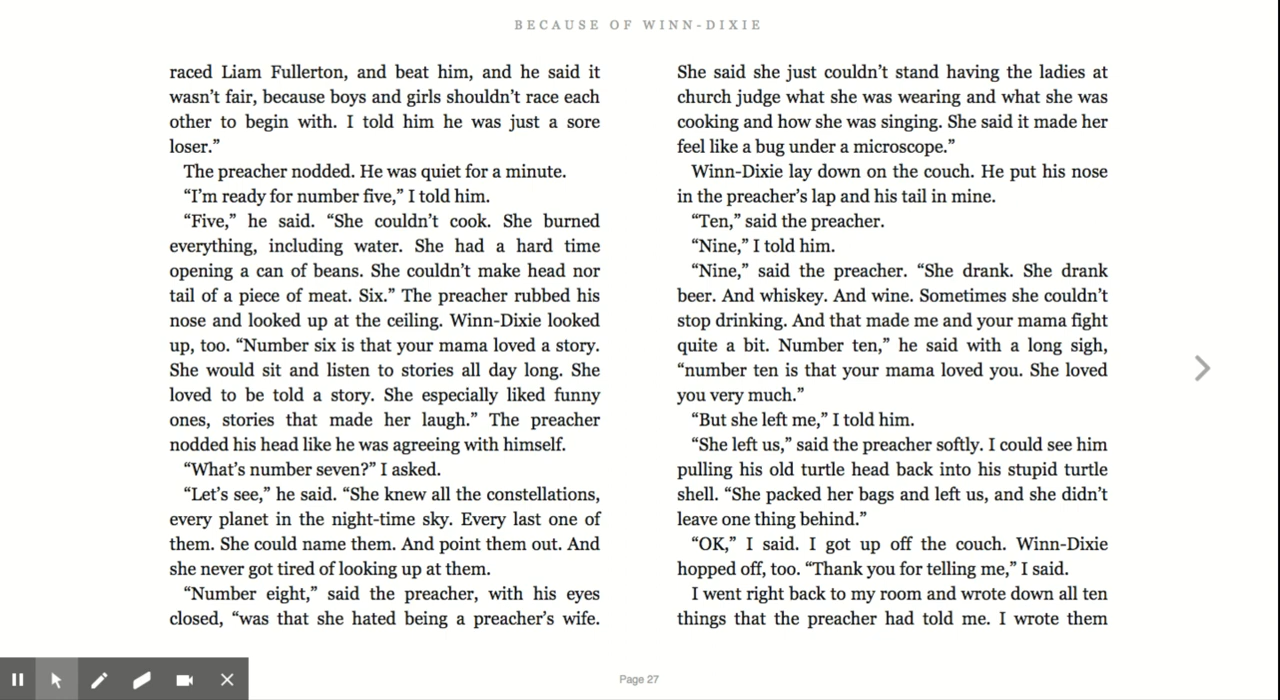 BECAUSE OF WINN-DIXIE
raced Liam Fullerton, and beat him, and he said it
wasn’t fair, because boys and girls shouldn’t race each
other to begin with. I told him he was just a sore
loser.”
The preacher nodded. He was quiet for a minute.
“I’m ready for number five,” I told him.
“Five,” he said. “She couldn’t cook. She burned
everything, including water. She had a hard time
opening a can of beans. She couldn’t make head nor
tail of a piece of meat. Six.” The preacher rubbed his
nose and looked up at the ceiling. Winn-Dixie looked
up, too. “Number six is that your mama loved a story.
She would sit and listen to stories all day long. She
loved to be told a story. She especially liked funny
ones, stories that made her laugh.” The preacher
nodded his head like he was agreeing with himself.
“What’s number seven?” I asked.
“Let’s see,” he said. “She knew all the constellations,
every planet in the night-time sky. Every last one of
them. She could name them. And point them out. And
she never got tired of looking up at them.
“Number eight,” said the preacher, with his eyes
closed, “was that she hated being a preacher’s wife.
She said she just couldn’t stand having the ladies at
church judge what she was wearing and what she was
cooking and how she was singing. She said it made her
feel like a bug under a microscope.”
Winn-Dixie lay down on the couch. He put his nose
in the preacher’s lap and his tail in mine.
“Ten,” said the preacher.
“Nine,” I told him.
“Nine,” said the preacher. “She drank. She drank
beer. And whiskey. And wine. Sometimes she couldn’t
stop drinking. And that made me and your mama fight
quite a bit. Number ten,” he said with a long sigh,
“number ten is that your mama loved you. She loved
you very much.”
“But she left me,” I told him.
“She left us,” said the preacher softly. I could see him
pulling his old turtle head back into his stupid turtle
shell. “She packed her bags and left us, and she didn’t
leave one thing behind.”
“OK,” I said. I got up off the couch. Winn-Dixie
hopped off, too. “Thank you for telling me,” I said.
I went right back to my room and wrote down all ten
things that the preacher had told me. I wrote them
Page 27